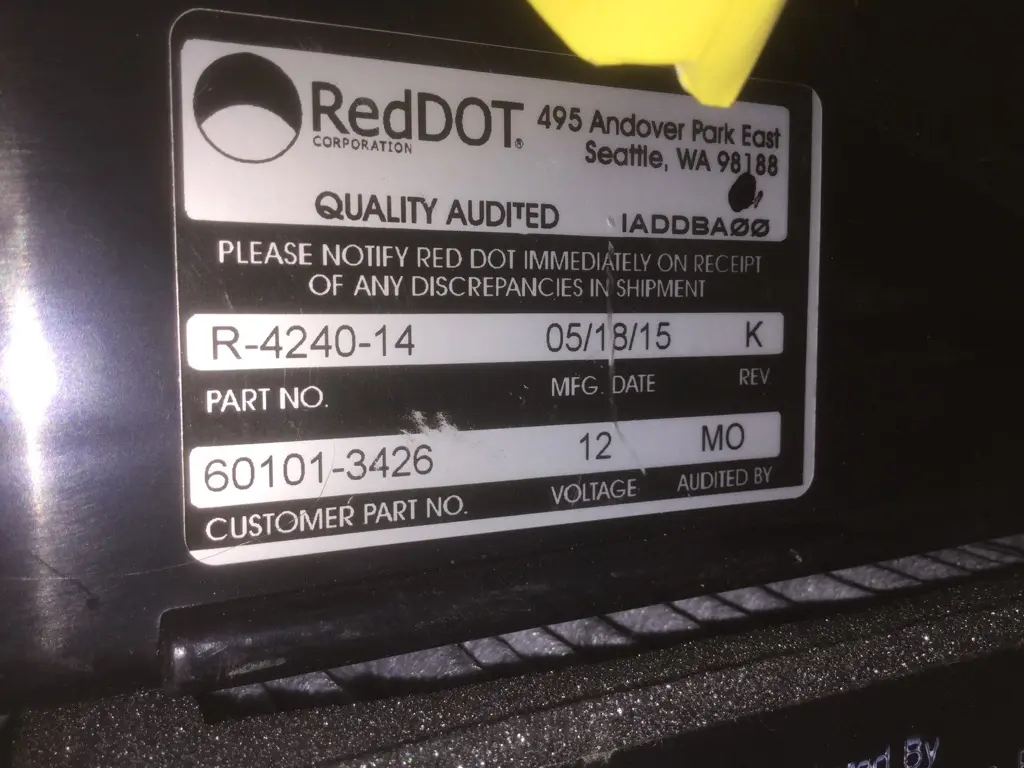 RedDOT®
CORPORATION
495 Andover Park East
Seattle, WA 98188
QUALITY AUDITED IADDBAØØ
PLEASE NOTIFY RED DOT IMMEDIATELY ON RECEIPT
OF ANY DISCREPANCIES IN SHIPMENT
R-4240-14 05/18/15 K
PART NO. MFG. DATE REV
60101-3426 12 MO
CUSTOMER PART NO. VOLTAGE AUDITED BY
By